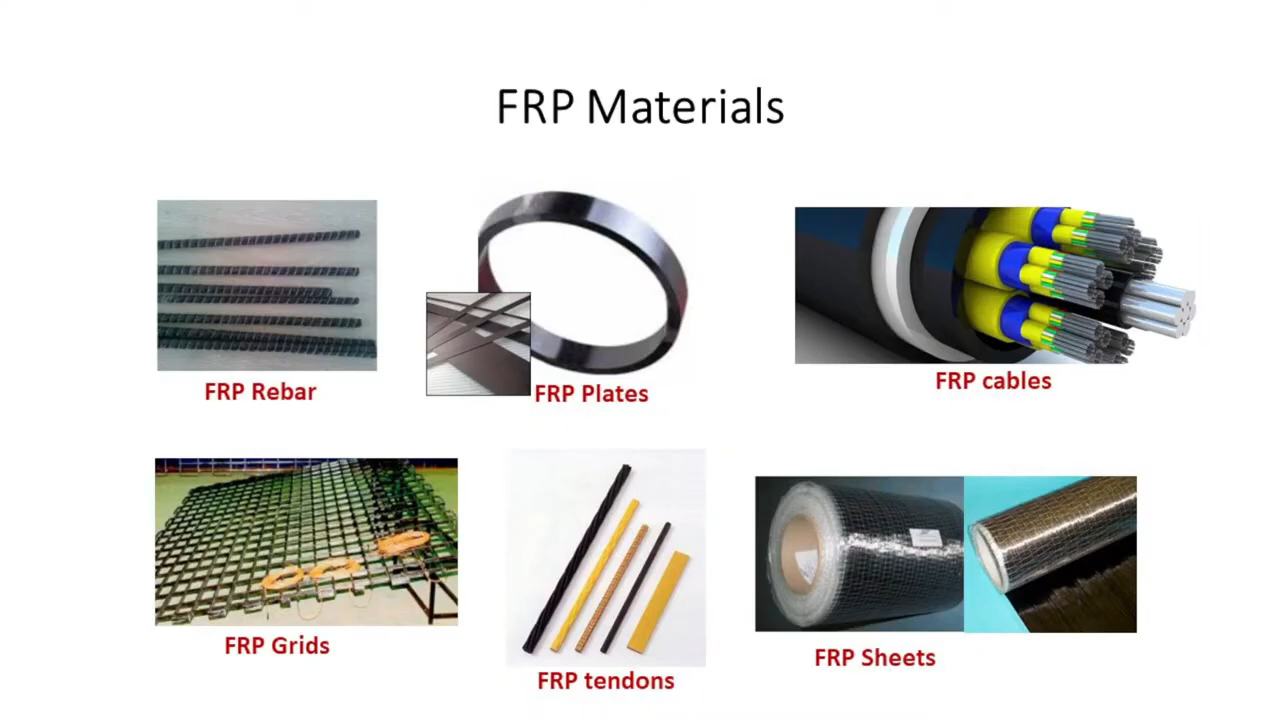 FRP Materials
FRP Rebar
FRP Plates
FRP cables
FRP Grids
FRP tendons
FRP Sheets